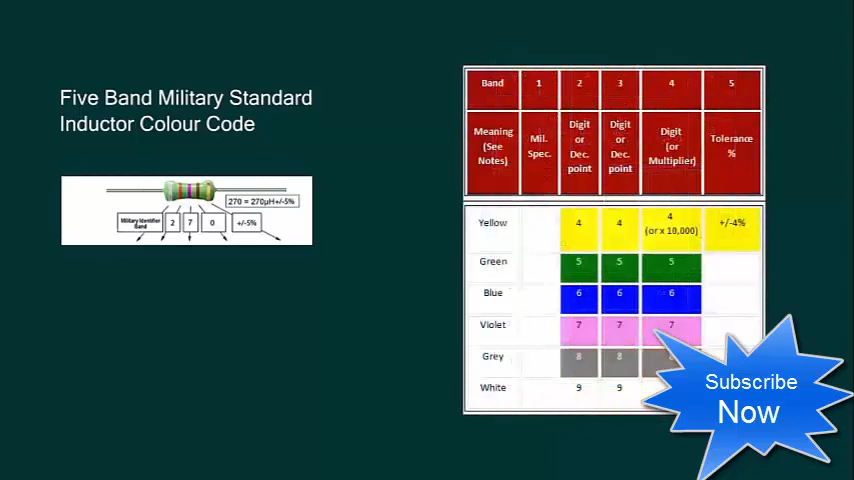 Five Band Military Standard
Inductor Colour Code
270 = 270µH+/-5%
Military Identifier
Band
2
7
0
+/-5%
Band 1 2 3 4 5
Meaning
(See
Notes)
Mil.
Spec.
Digit
or
Dec.
point
Digit
or
Dec.
point
Digit
(or
Multiplier)
Tolerance
%
Yellow 4 4 4
(or x 10,000)
+/-4%
Green 5 5 5
Blue 6 6 6
Violet 7 7 7
Grey 8 8
White 9 9
Subscribe
Now